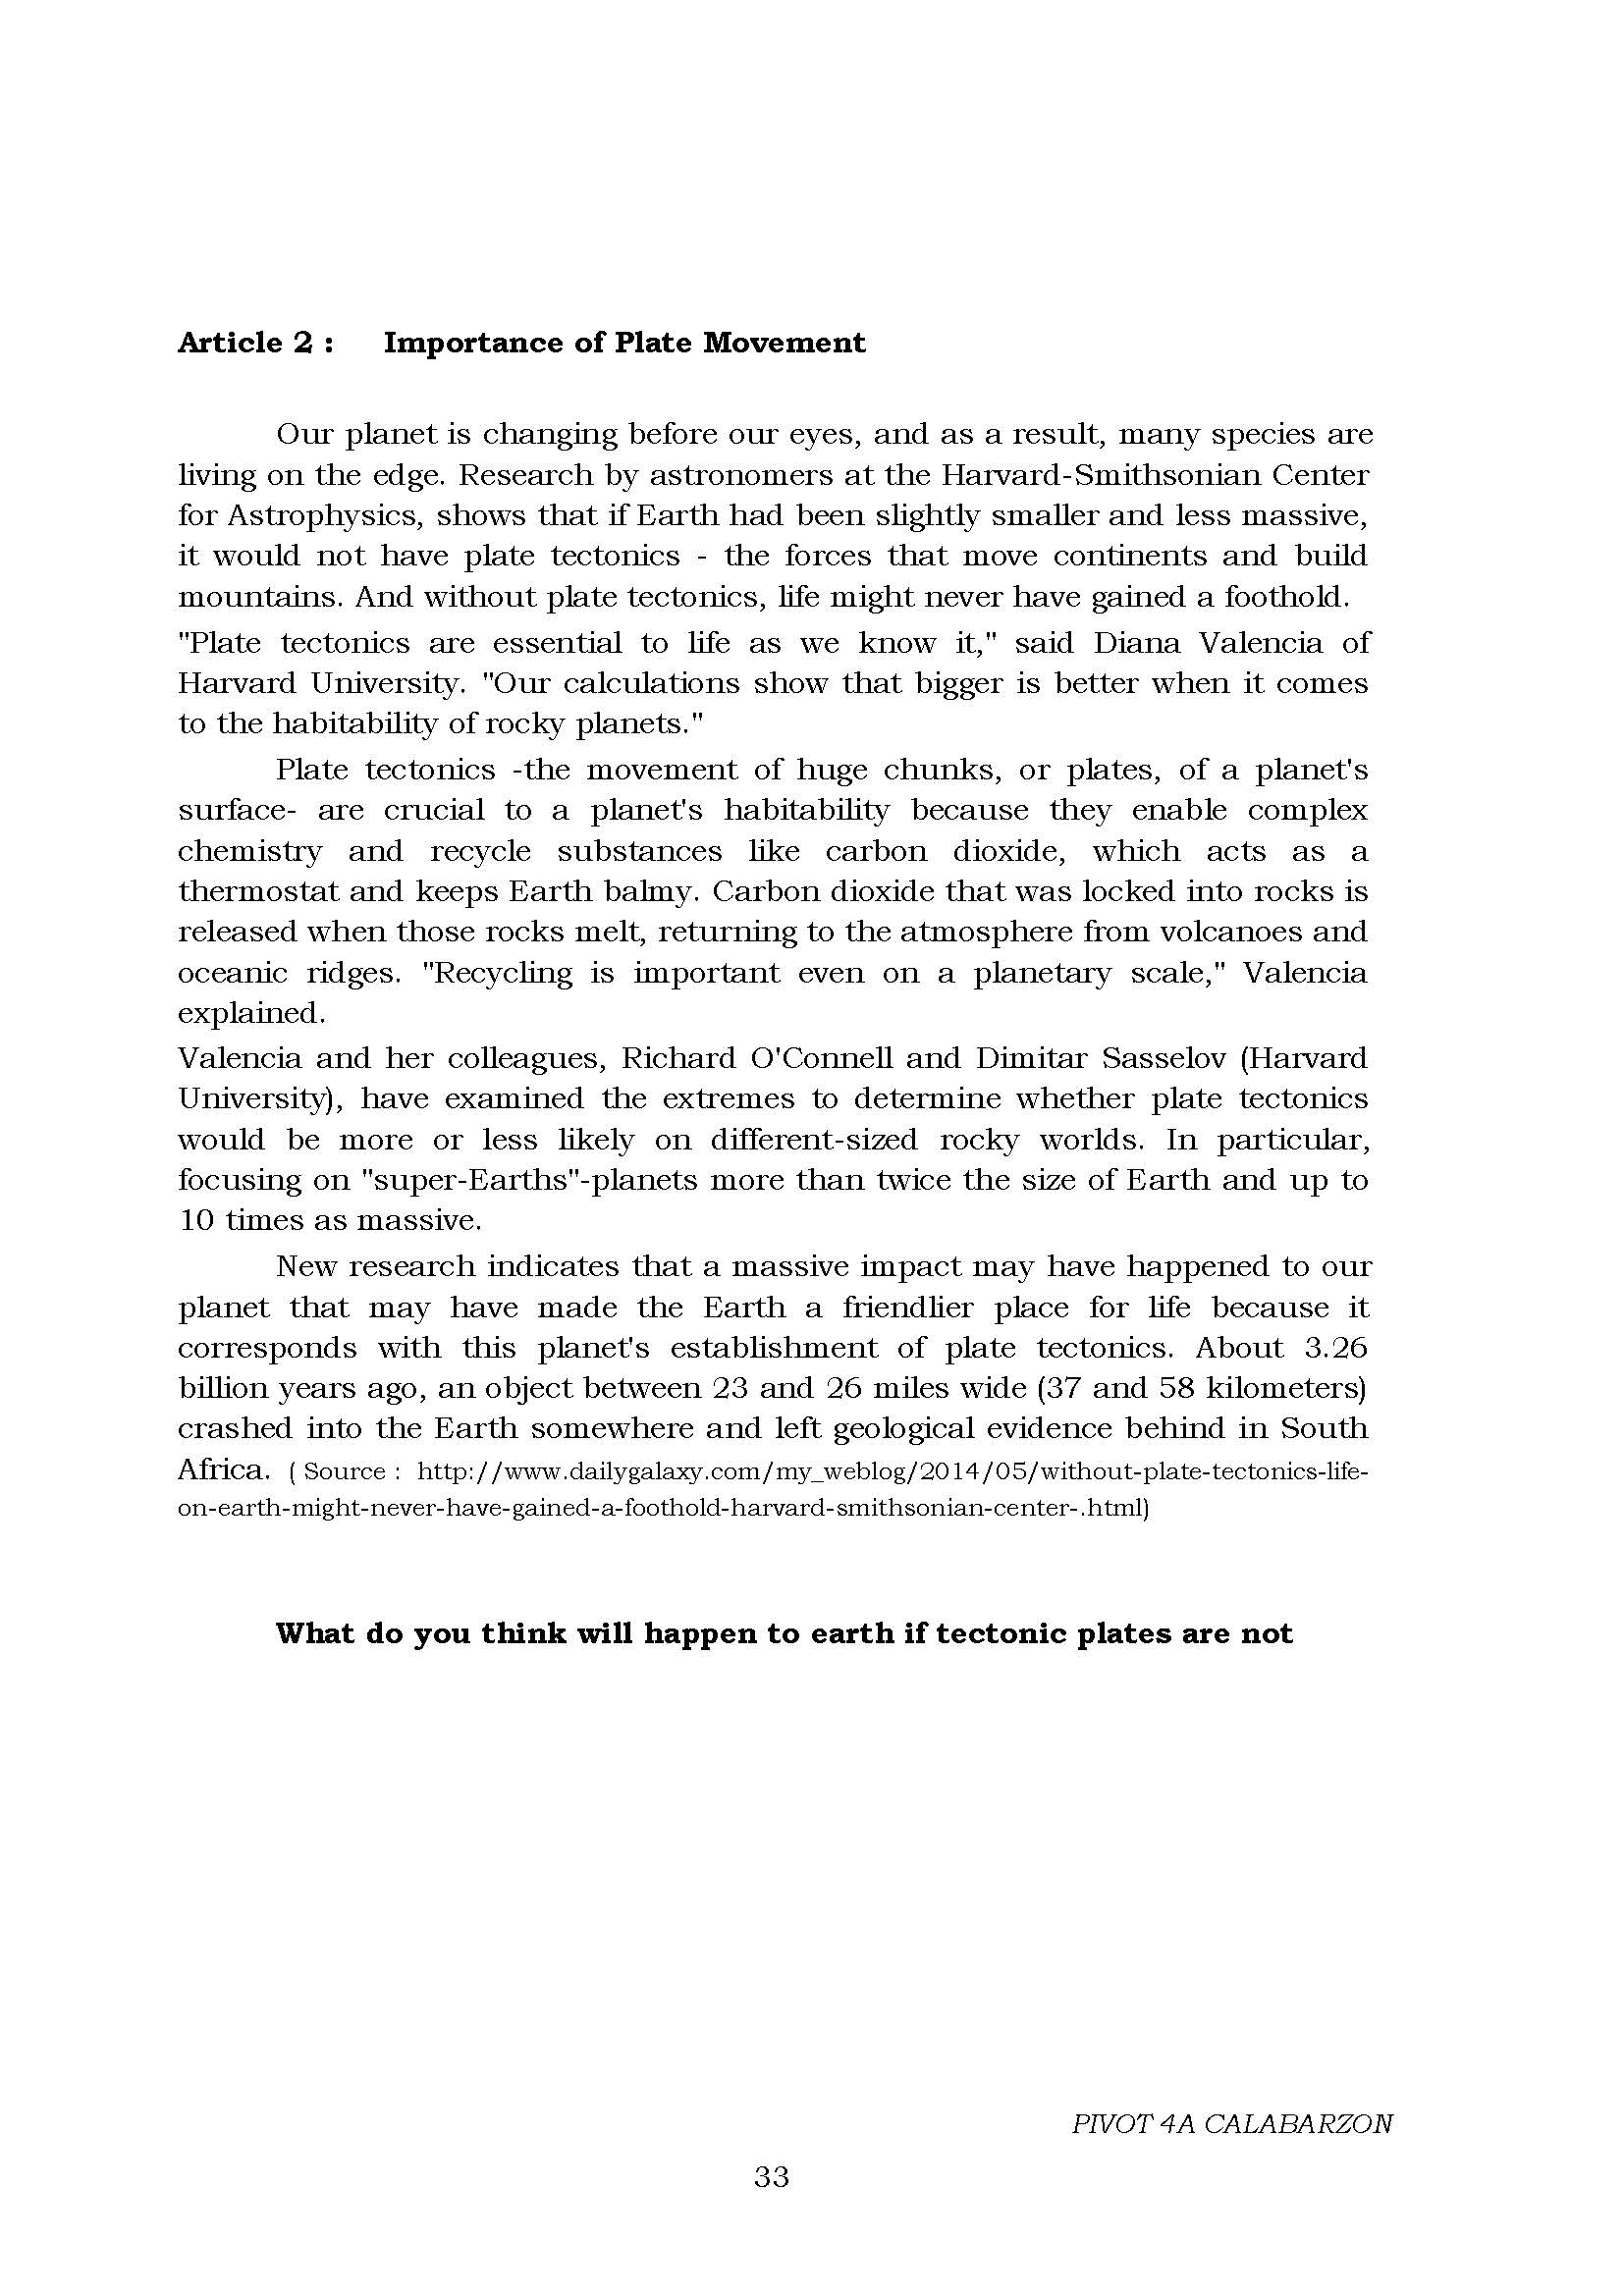 Article 2 : Importance of Plate Movement
Our planet is changing before our eyes, and as a result, many species are
living on the edge. Research by astronomers at the Harvard-Smithsonian Center
for Astrophysics, shows that if Earth had been slightly smaller and less massive,
it would not have plate tectonics - the forces that move continents and build
mountains. And without plate tectonics, life might never have gained a foothold.
"Plate tectonics are essential to life as we know it," said Diana Valencia of
Harvard University. "Our calculations show that bigger is better when it comes
to the habitability of rocky planets."
Plate tectonics -the movement of huge chunks, or plates, of a planet's
surface- are crucial to a planet's habitability because they enable complex
chemistry and recycle substances like carbon dioxide, which acts as a
thermostat and keeps Earth balmy. Carbon dioxide that was locked into rocks is
released when those rocks melt, returning to the atmosphere from volcanoes and
oceanic ridges. "Recycling is important even on a planetary scale," Valencia
explained.
Valencia and her colleagues, Richard O'Connell and Dimitar Sasselov (Harvard
University), have examined the extremes to determine whether plate tectonics
would be more or less likely on different-sized rocky worlds. In particular,
focusing on "super-Earths"-planets more than twice the size of Earth and up to
10 times as massive.
New research indicates that a massive impact may have happened to our
planet that may have made the Earth a friendlier place for life because it
corresponds with this planet's establishment of plate tectonics. About 3.26
billion years ago, an object between 23 and 26 miles wide (37 and 58 kilometers)
crashed into the Earth somewhere and left geological evidence behind in South
Africa. ( Source : http://www.dailygalaxy.com/my_weblog/2014/05/without-plate-tectonics-life-
on-earth-might-never-have-gained-a-foothold-harvard-smithsonian-center-.html)
What do you think will happen to earth if tectonic plates are not
PIVOT 4A CALABARZON
33